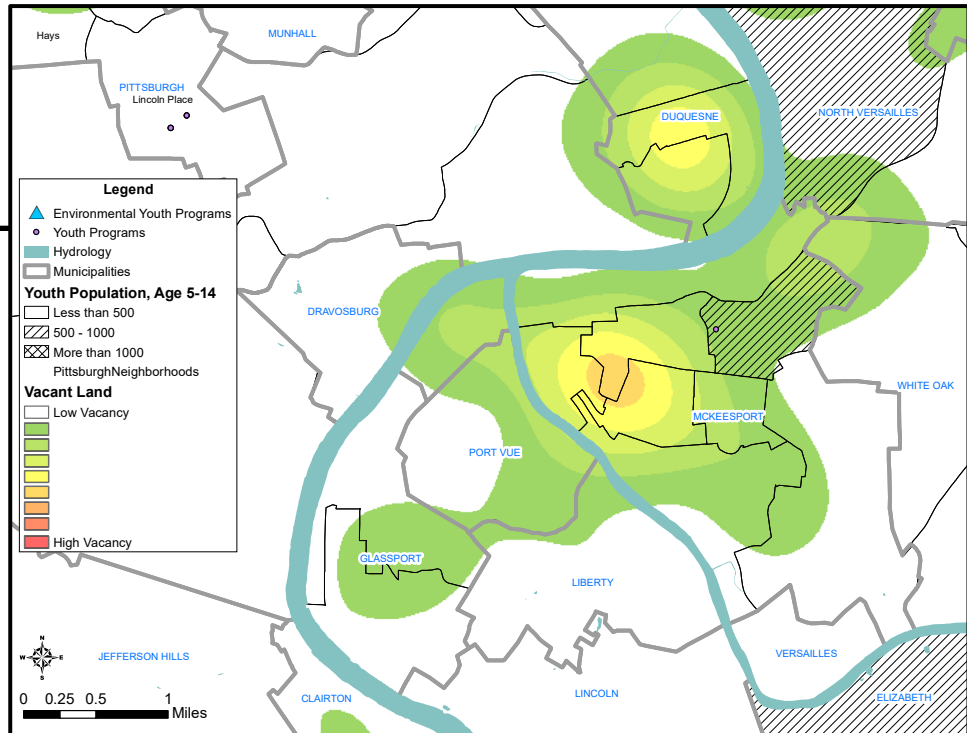 Hays
MUNHALL
PITTSBURGH
Lincoln Place
DUQUESNE
NORTH VERSAILLES
Legend
Environmental Youth Programs
Youth Programs
Hydrology
Municipalities
Youth Population, Age 5-14
Less than 500
500 - 1000
More than 1000
PittsburghNeighborhoods
Vacant Land
Low Vacancy
High Vacancy
DRAVOSBURG
WHITE OAK
MCKEESPORT
PORT VUE
GLASSPORT
LIBERTY
JEFFERSON HILLS
VERSAILLES
LINCOLN
CLAIRTON
ELIZABETH
N
W E
S
0 0.25 0.5 1
Miles